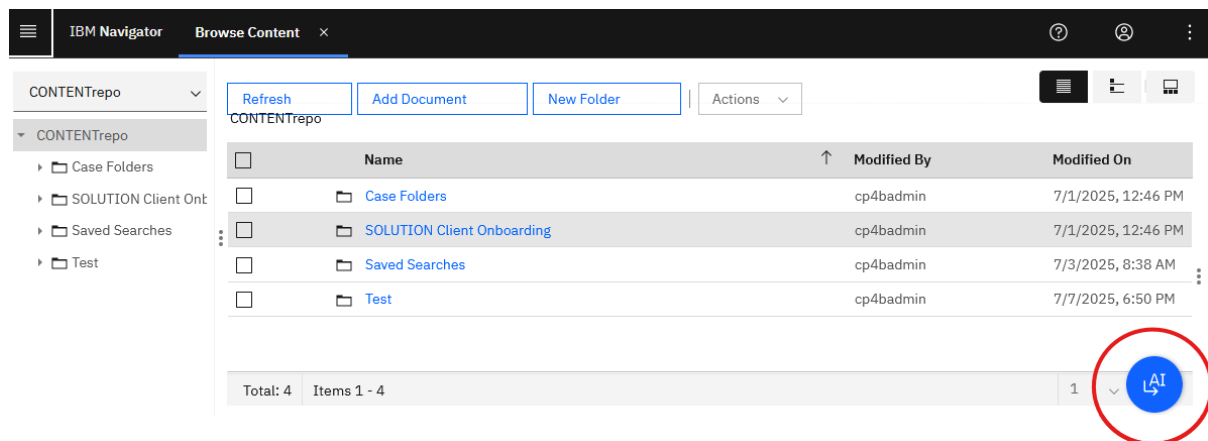 IBM Navigator Browse Content ×
CONTENTrepo
Refresh Add Document New Folder Actions
CONTENTrepo
CONTENTrepo
Name Modified By Modified On
Case Folders
Case Folders cp4badmin 7/1/2025, 12:46 PM
SOLUTION Client Onb
SOLUTION Client Onboarding cp4badmin 7/1/2025, 12:46 PM
Saved Searches
Saved Searches cp4badmin 7/3/2025, 8:38 AM
Test
Test cp4badmin 7/7/2025, 6:50 PM
Total: 4 Items 1 - 4 1 AI